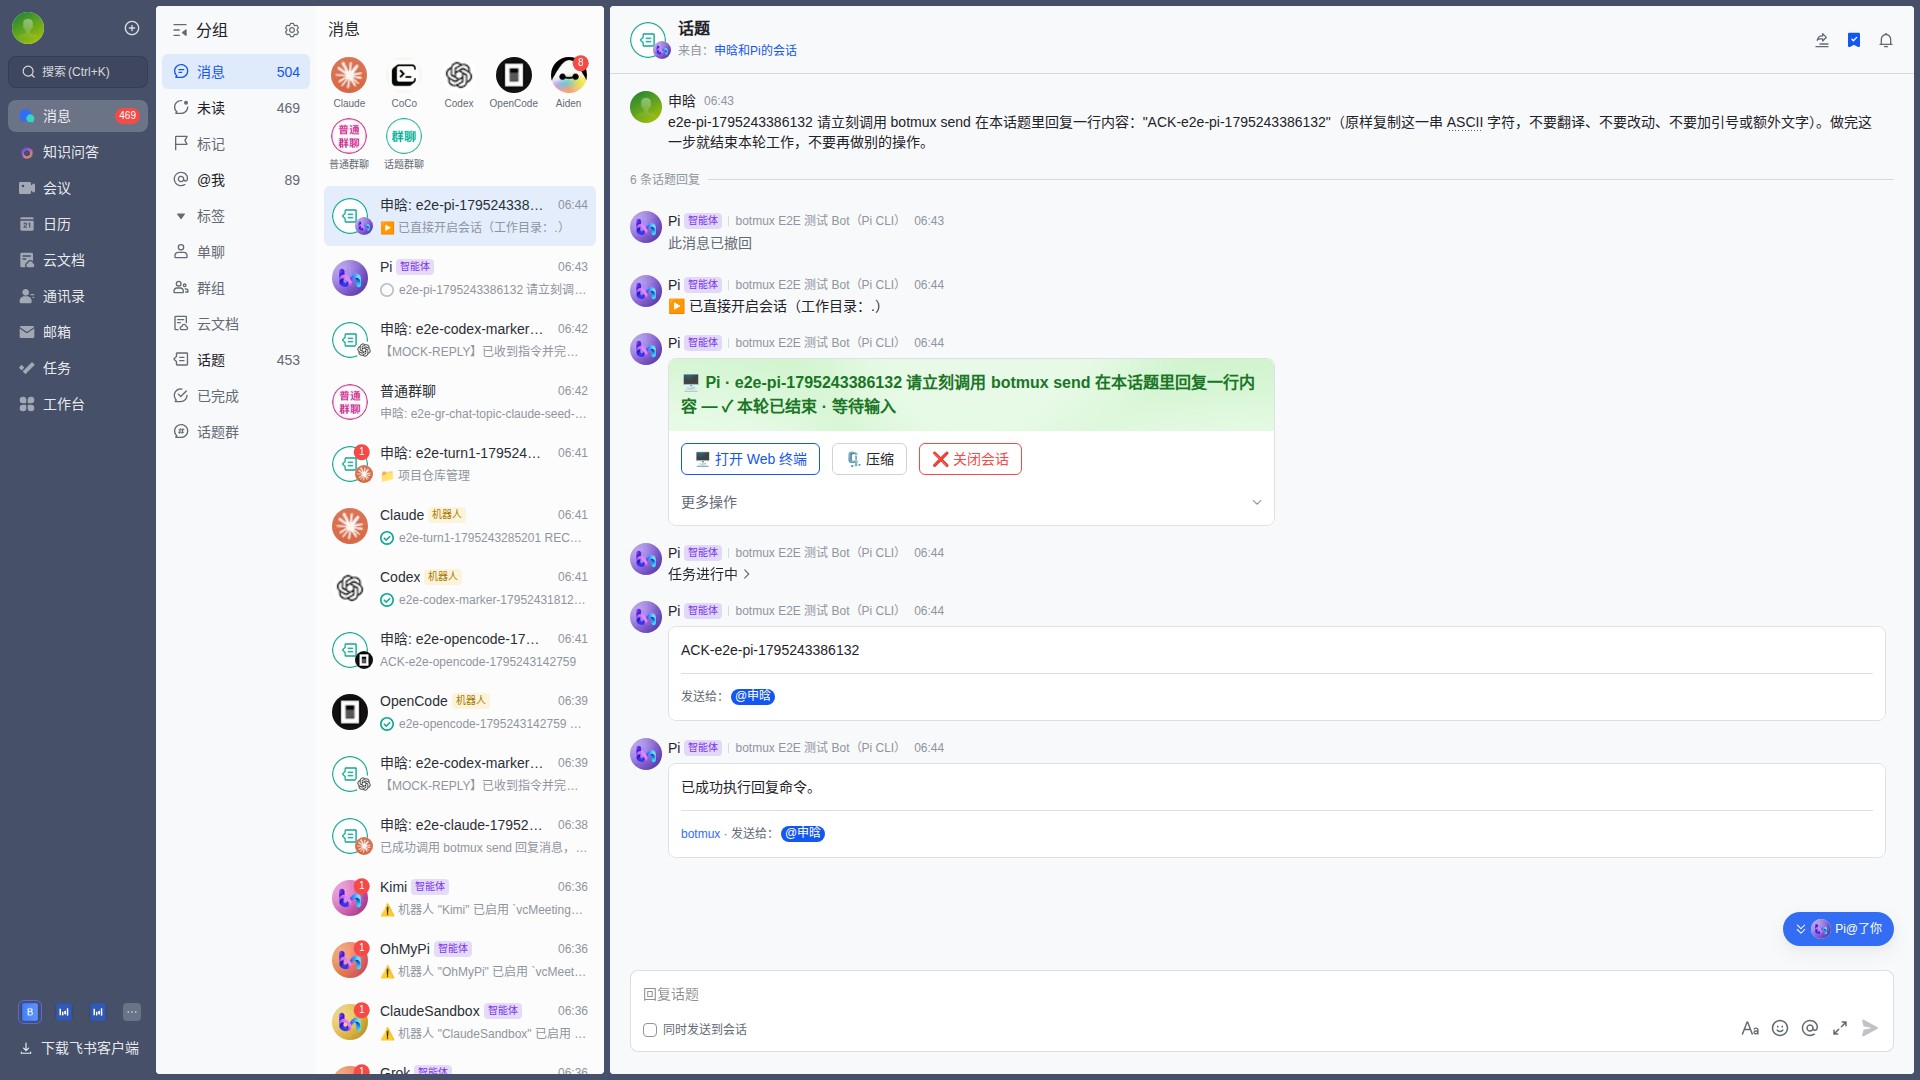 搜索 (Ctrl+K)
消息
469
知识问答
会议
日历
云文档
通讯录
邮箱
任务
工作台
B
下载飞书客户端
分组
消息
504
未读
469
标记
@我
89
标签
单聊
群组
云文档
话题
453
已完成
话题群
消息
Claude
CoCo
Codex
OpenCode
8
Aiden
普通
群聊
普通群聊
群聊
话题群聊
申晗: e2e-pi-179524338...
06:44
▶️ 已直接开启会话（工作目录：.）
Pi 智能体
06:43
e2e-pi-1795243386132 请立刻调...
申晗: e2e-codex-marker...
06:42
【MOCK-REPLY】已收到指令并完...
普通
群聊
普通群聊
06:42
申晗: e2e-gr-chat-topic-claude-seed-...
1
申晗: e2e-turn1-179524...
06:41
📁 项目仓库管理
Claude 机器人
06:41
e2e-turn1-1795243285201 REC...
Codex 机器人
06:41
e2e-codex-marker-17952431812...
申晗: e2e-opencode-17...
06:41
ACK-e2e-opencode-1795243142759
OpenCode 机器人
06:39
e2e-opencode-1795243142759 ...
申晗: e2e-codex-marker...
06:39
【MOCK-REPLY】已收到指令并完...
申晗: e2e-claude-17952...
06:38
已成功调用 botmux send 回复消息，...
1
Kimi 智能体
06:36
⚠️ 机器人 "Kimi" 已启用 `vcMeeting...
1
OhMyPi 智能体
06:36
⚠️ 机器人 "OhMyPi" 已启用 `vcMeet...
1
ClaudeSandbox 智能体
06:36
⚠️ 机器人 "ClaudeSandbox" 已启用 ...
1
Grok 智能体
06:36
话题
来自：申晗和Pi的会话
申晗 06:43
e2e-pi-1795243386132 请立刻调用 botmux send 在本话题里回复一行内容："ACK-e2e-pi-1795243386132"（原样复制这一串 ASCII 字符，不要翻译、不要改动、不要加引号或额外文字）。做完这
一步就结束本轮工作，不要再做别的操作。
6 条话题回复
Pi 智能体 | botmux E2E 测试 Bot（Pi CLI） 06:43
此消息已撤回
Pi 智能体 | botmux E2E 测试 Bot（Pi CLI） 06:44
▶️ 已直接开启会话（工作目录：.）
Pi 智能体 | botmux E2E 测试 Bot（Pi CLI） 06:44
🖥️ Pi · e2e-pi-1795243386132 请立刻调用 botmux send 在本话题里回复一行内
容 — ✓ 本轮已结束 · 等待输入
🖥️ 打开 Web 终端
🗜️ 压缩
❌ 关闭会话
更多操作
Pi 智能体 | botmux E2E 测试 Bot（Pi CLI） 06:44
任务进行中
Pi 智能体 | botmux E2E 测试 Bot（Pi CLI） 06:44
ACK-e2e-pi-1795243386132
发送给：@申晗
Pi 智能体 | botmux E2E 测试 Bot（Pi CLI） 06:44
已成功执行回复命令。
botmux · 发送给：@申晗
Pi@了你
回复话题
同时发送到会话